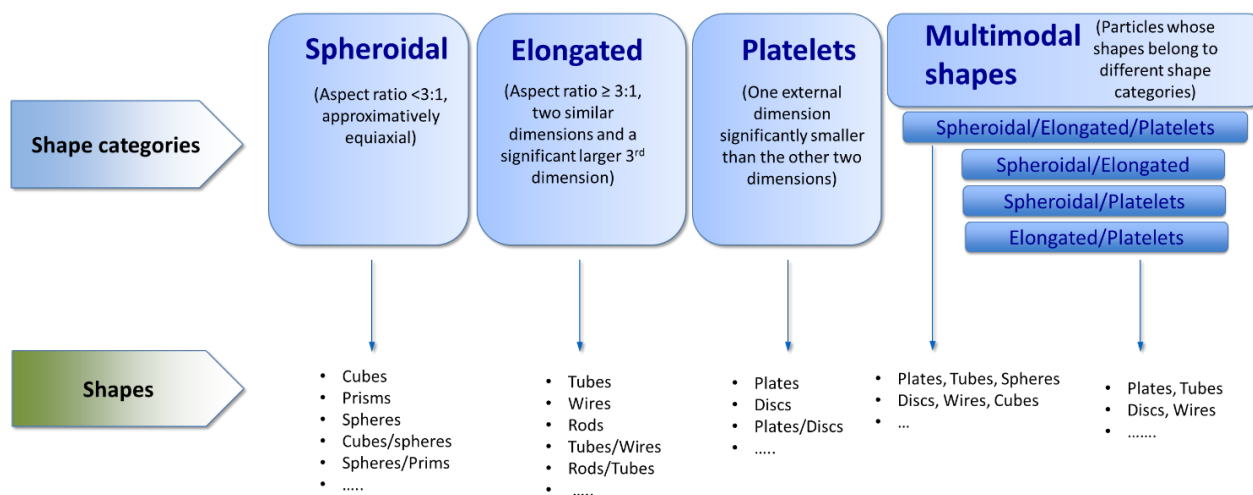 Shape categories
Spheroidal
(Aspect ratio <3:1,
approximatively
equiaxial)
Elongated
(Aspect ratio ≥ 3:1,
two similar
dimensions and a
significant larger 3rd
dimension)
Platelets
(One external
dimension
significantly smaller
than the other two
dimensions)
Multimodal
shapes
(Particles whose
shapes belong to
different shape
categories)
Spheroidal/Elongated/Platelets
Spheroidal/Elongated
Spheroidal/Platelets
Elongated/Platelets
Shapes
• Cubes
• Prisms
• Spheres
• Cubes/spheres
• Spheres/Prims
• …..
• Tubes
• Wires
• Rods
• Tubes/Wires
• Rods/Tubes
• …..
• Plates
• Discs
• Plates/Discs
• …..
• Plates, Tubes, Spheres
• Discs, Wires, Cubes
• …
• Plates, Tubes
• Discs, Wires
• …….